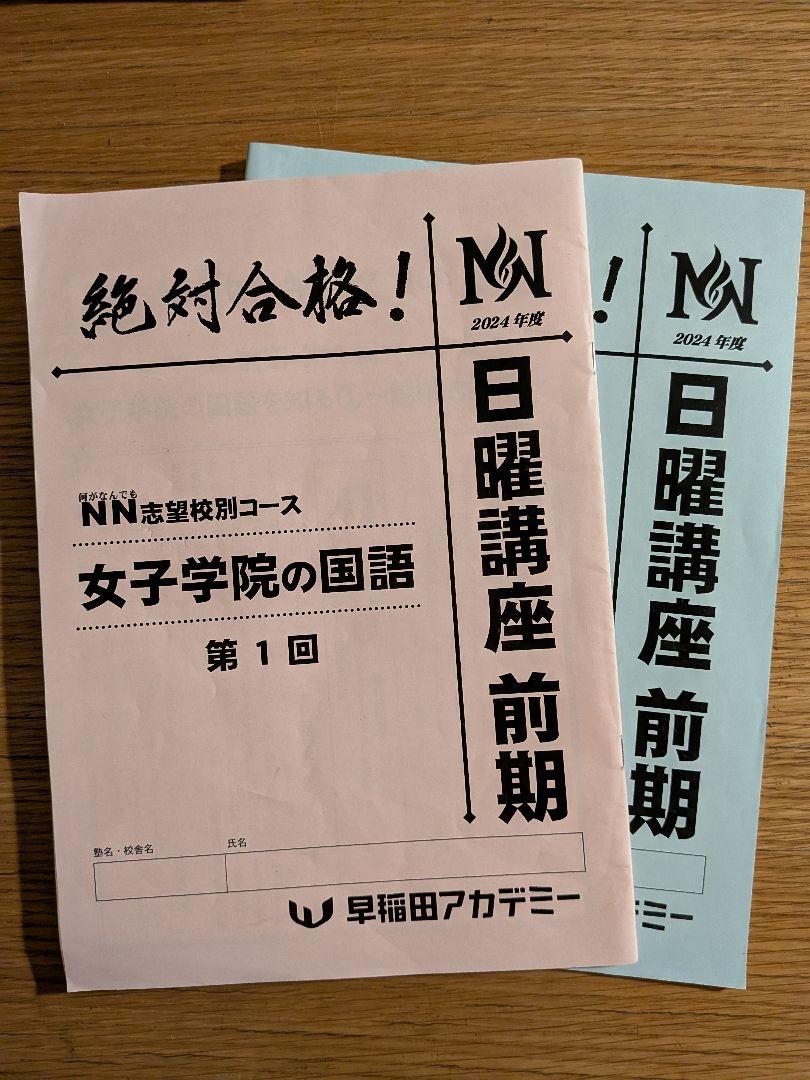 絶対合格!
NN
2024年度
日曜講座 前期
何がなんでも
NN志望校別コース
女子学院の国語
第1回
塾名・校舎名
氏名
早稲田アカデミー
!
NN
2024年度
日曜講座 前期
デミー